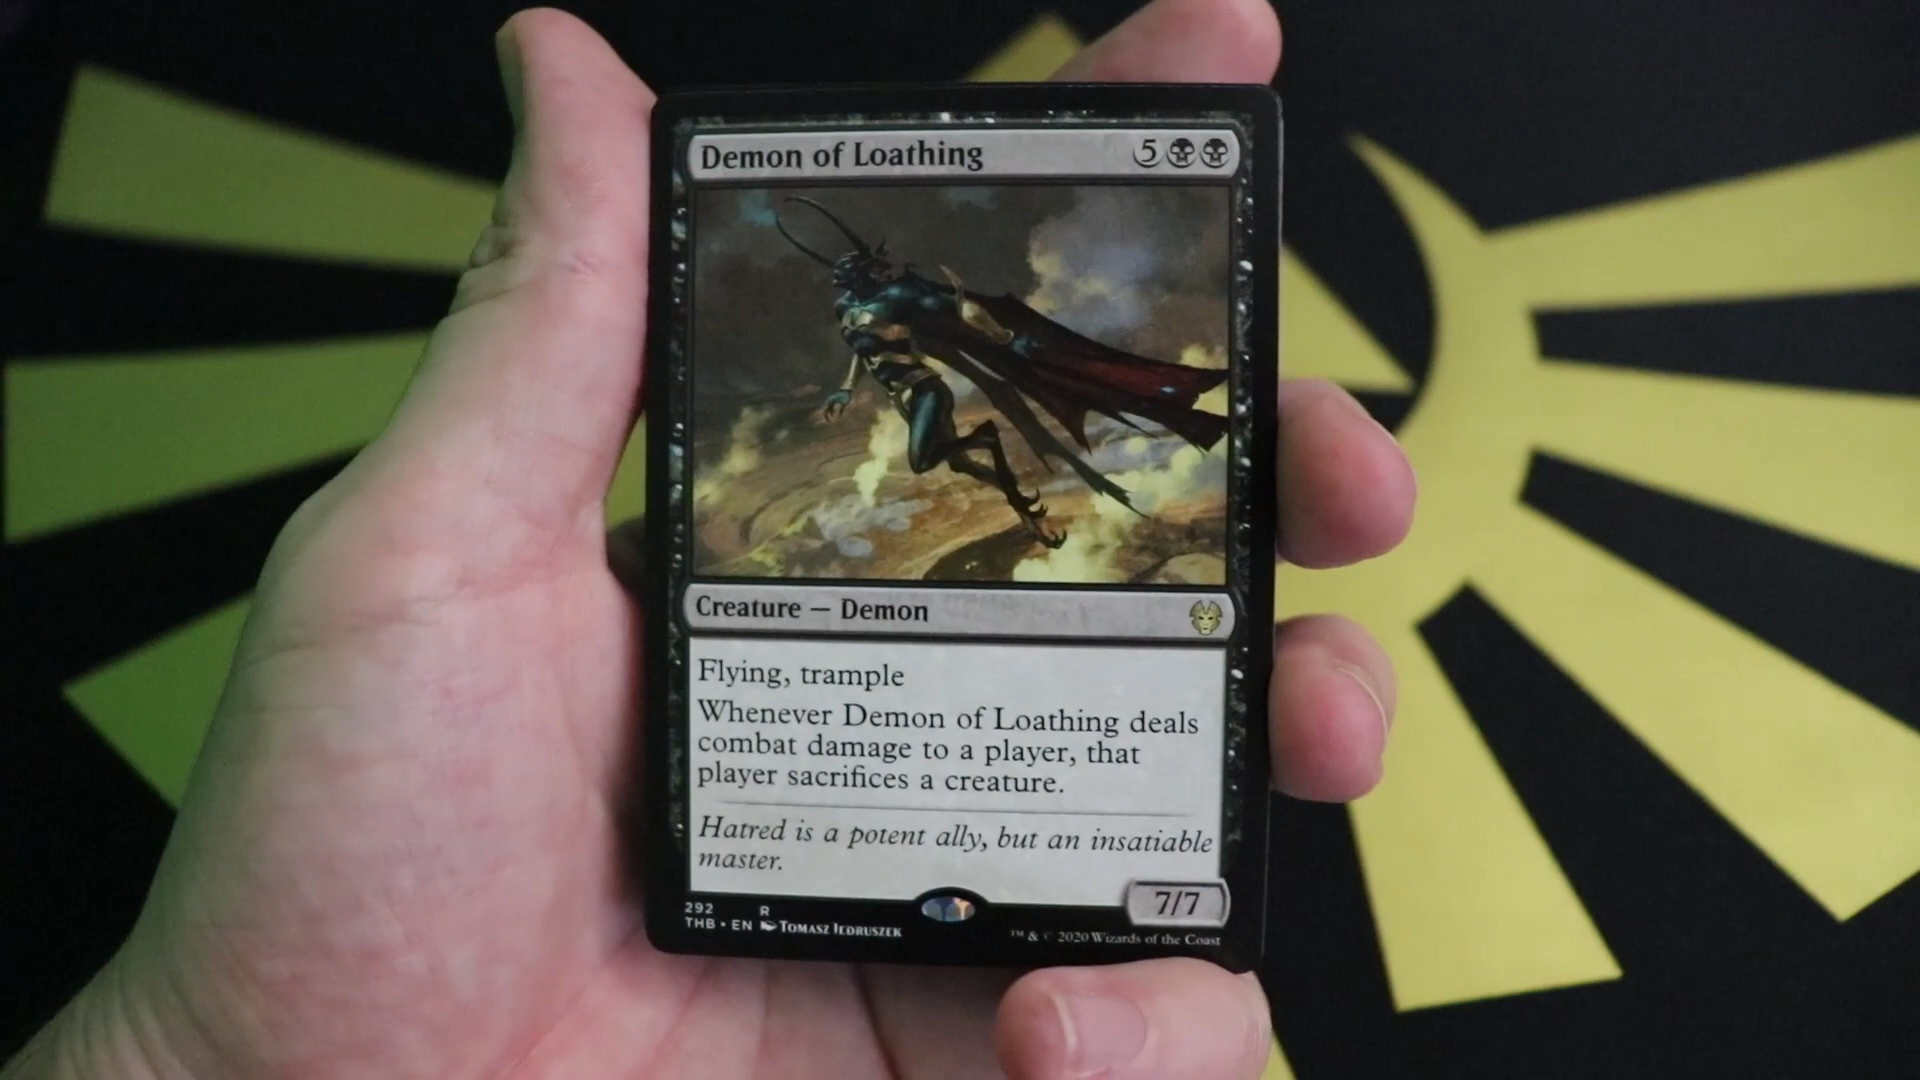 Demon of Loathing 5
Creature — Demon
Flying, trample
Whenever Demon of Loathing deals
combat damage to a player, that
player sacrifices a creature.
Hatred is a potent ally, but an insatiable
master.
7/7
292 R
THB • EN TOMASZ JEDRUSZEK
™ & © 2020 Wizards of the Coast